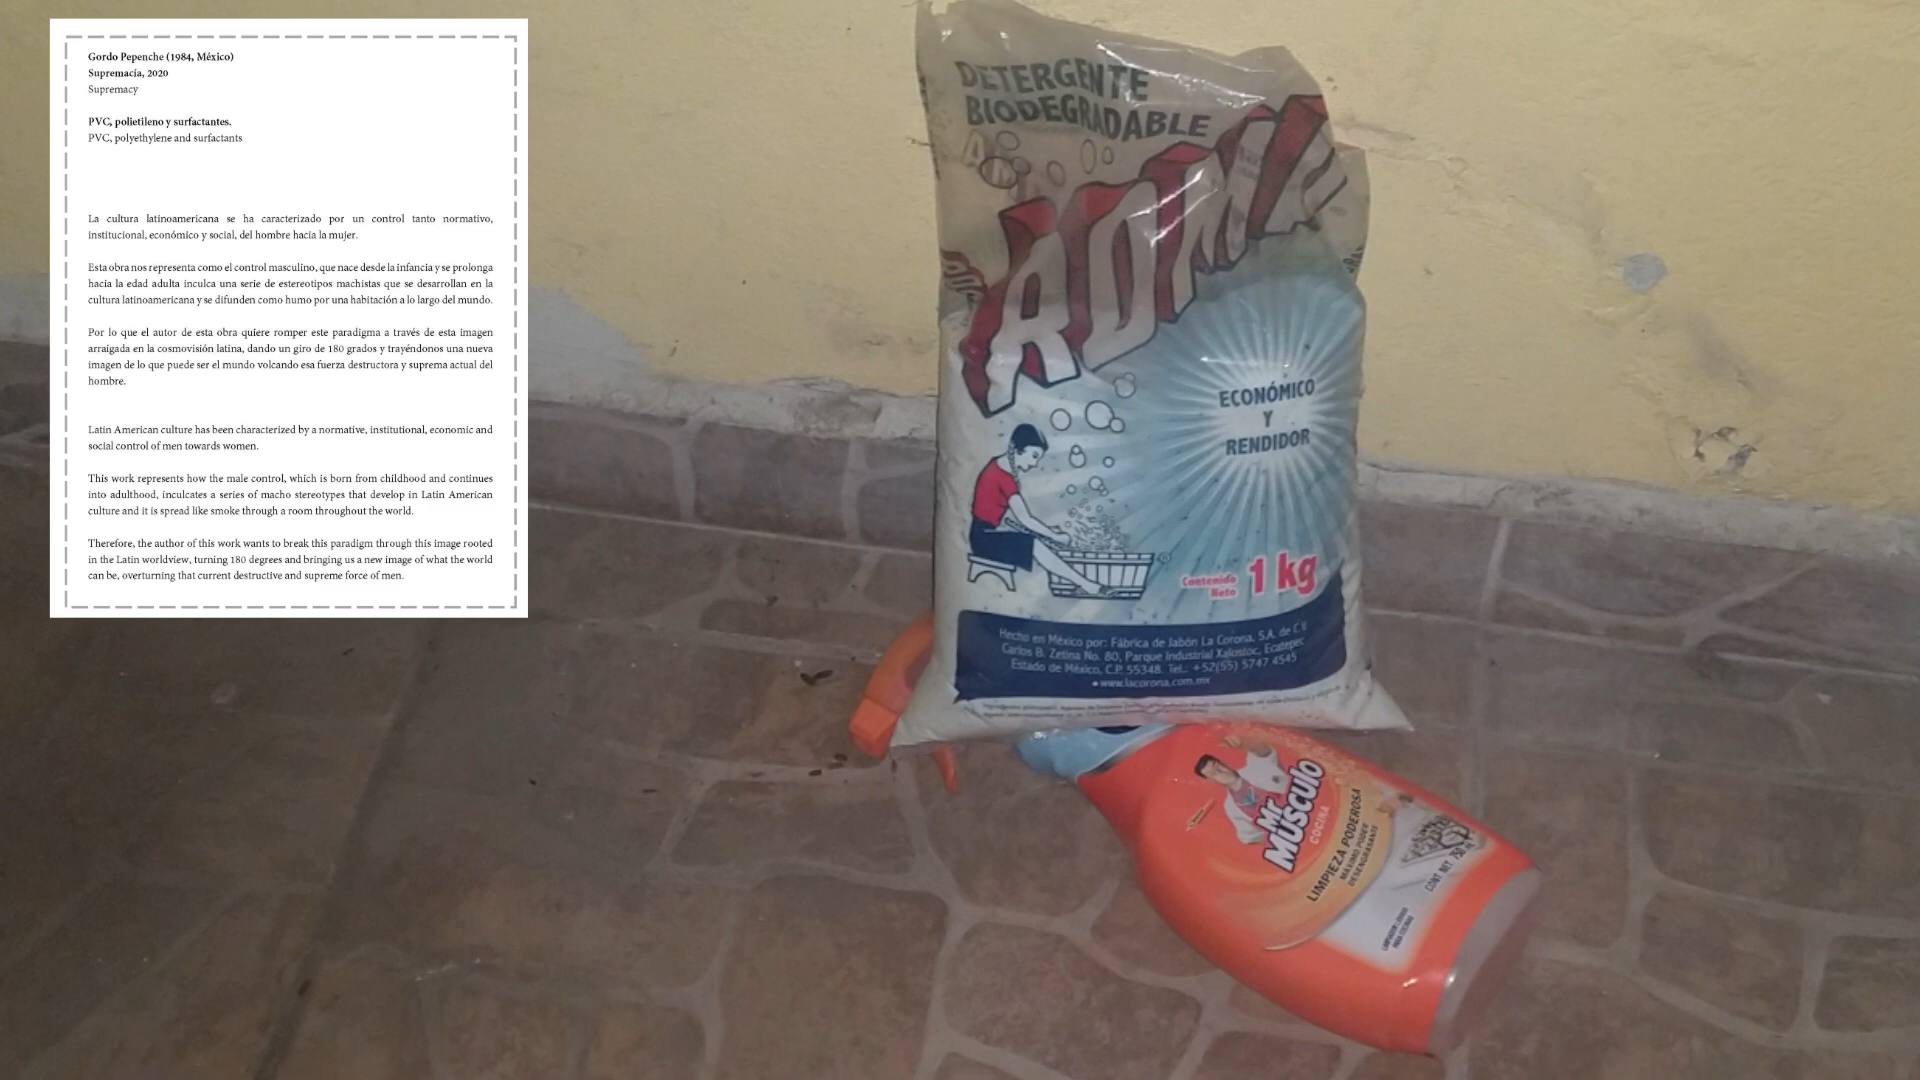 Gordo Pepenche (1984, México)
Supremacía, 2020
Supremacy
PVC, polietileno y surfactantes.
PVC, polyethylene and surfactants
La cultura latinoamericana se ha caracterizado por un control tanto normativo,
institucional, económico y social, del hombre hacia la mujer.
Esta obra nos representa como el control masculino, que nace desde la infancia y se prolonga
hacia la edad adulta inculca una serie de estereotipos machistas que se desarrollan en la
cultura latinoamericana y se difunden como humo por una habitación a lo largo del mundo.
Por lo que el autor de esta obra quiere romper este paradigma a través de esta imagen
arraigada en la cosmovisión latina, dando un giro de 180 grados y trayéndonos una nueva
imagen de lo que puede ser el mundo volcando esa fuerza destructora y suprema actual del
hombre.
Latin American culture has been characterized by a normative, institutional, economic and
social control of men towards women.
This work represents how the male control, which is born from childhood and continues
into adulthood, inculcates a series of macho stereotypes that develop in Latin American
culture and it is spread like smoke through a room throughout the world.
Therefore, the author of this work wants to break this paradigm through this image rooted
in the Latin worldview, turning 180 degrees and bringing us a new image of what the world
can be, overturning that current destructive and supreme force of men.
DETERGENTE
BIODEGRADABLE
ROMA
ECONÓMICO
Y
RENDIDOR
Contenido
Neto 1 kg
Hecho en México por: Fábrica de Jabón La Corona, S.A. de C.V.
Carlos B. Zetina No. 80, Parque Industrial Xalostoc, Ecatepec
Estado de México, C.P. 55348. Tel.. +52(55) 5747 4545
• www.lacorona.com.mx
Mr
MÚSCULO
COCINA
LIMPIEZA PODEROSA
MÁXIMO PODER
DESENGRASANTE
CONT. NET. 750 mL
LIMPIADOR LÍQUIDO
PARA COCINAS